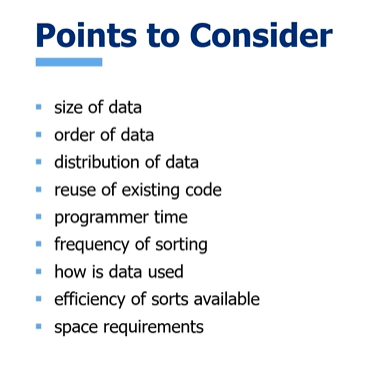 Points to Consider
size of data
order of data
distribution of data
reuse of existing code
programmer time
frequency of sorting
how is data used
efficiency of sorts available
space requirements